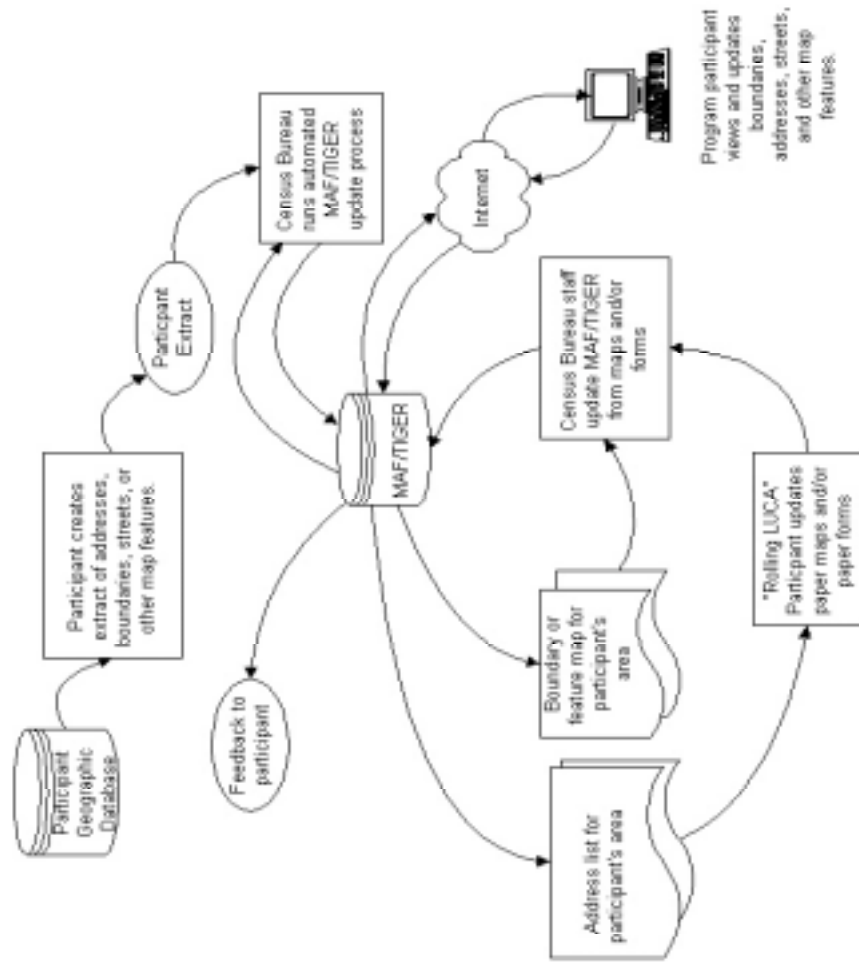 Participant
Geographic
Database
Participant creates
extract of addresses,
boundaries, streets, or
other map features.
Particpant
Extract
Census Bureau
runs automated
MAF/TIGER
update process
Feedback to
participant
MAF/TIGER
Internet
Program participant
views and updates
boundaries,
addresses, streets,
and other map
features.
Address list for
participant's area
Boundary or
feature map for
participant's
area
Census Bureau staff
update MAF/TIGER
from maps and/or
forms
"Rolling LUCA"
Particpant updates
paper maps and/or
paper forms